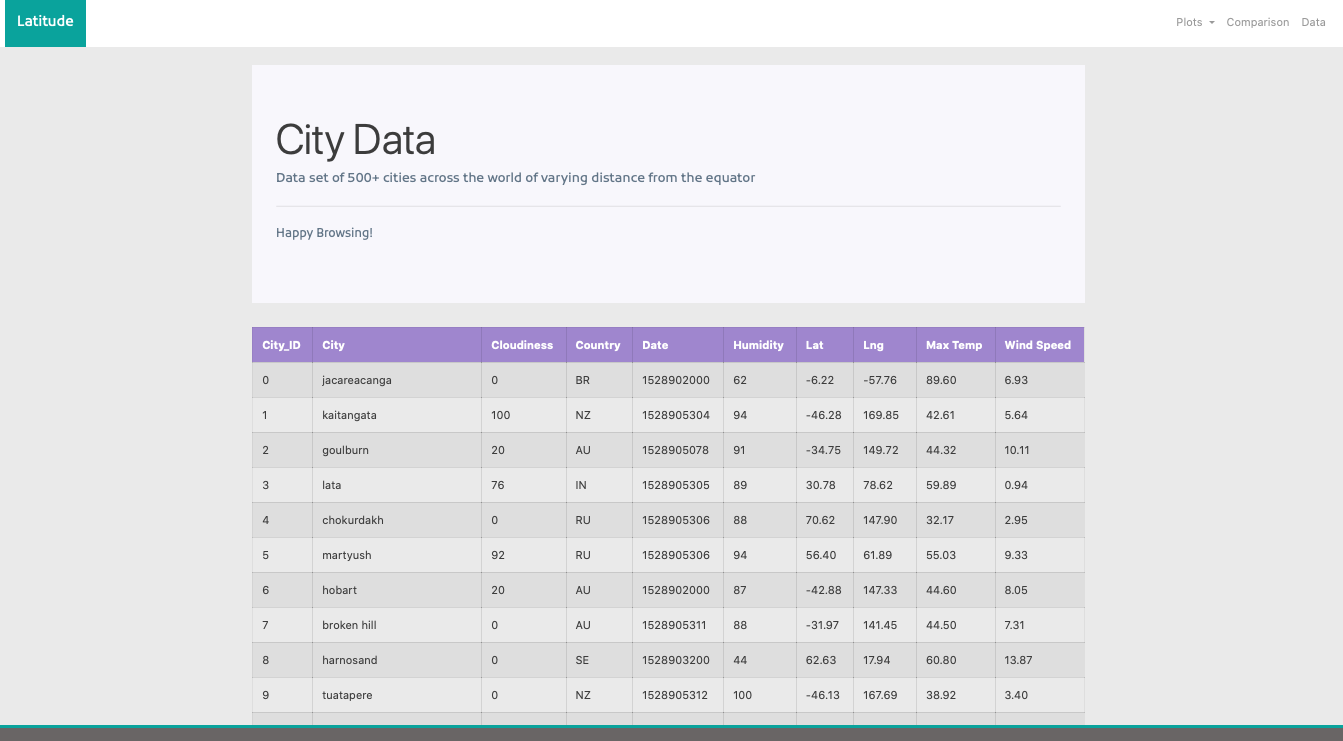 Latitude
Plots Comparison Data
City Data
Data set of 500+ cities across the world of varying distance from the equator
Happy Browsing!
City_ID City Cloudiness Country Date Humidity Lat Lng Max Temp Wind Speed
0 jacareacanga 0 BR 1528902000 62 -6.22 -57.76 89.60 6.93
1 kaitangata 100 NZ 1528905304 94 -46.28 169.85 42.61 5.64
2 goulburn 20 AU 1528905078 91 -34.75 149.72 44.32 10.11
3 lata 76 IN 1528905305 89 30.78 78.62 59.89 0.94
4 chokurdakh 0 RU 1528905306 88 70.62 147.90 32.17 2.95
5 martyush 92 RU 1528905306 94 56.40 61.89 55.03 9.33
6 hobart 20 AU 1528902000 87 -42.88 147.33 44.60 8.05
7 broken hill 0 AU 1528905311 88 -31.97 141.45 44.50 7.31
8 harnosand 0 SE 1528903200 44 62.63 17.94 60.80 13.87
9 tuatapere 0 NZ 1528905312 100 -46.13 167.69 38.92 3.40